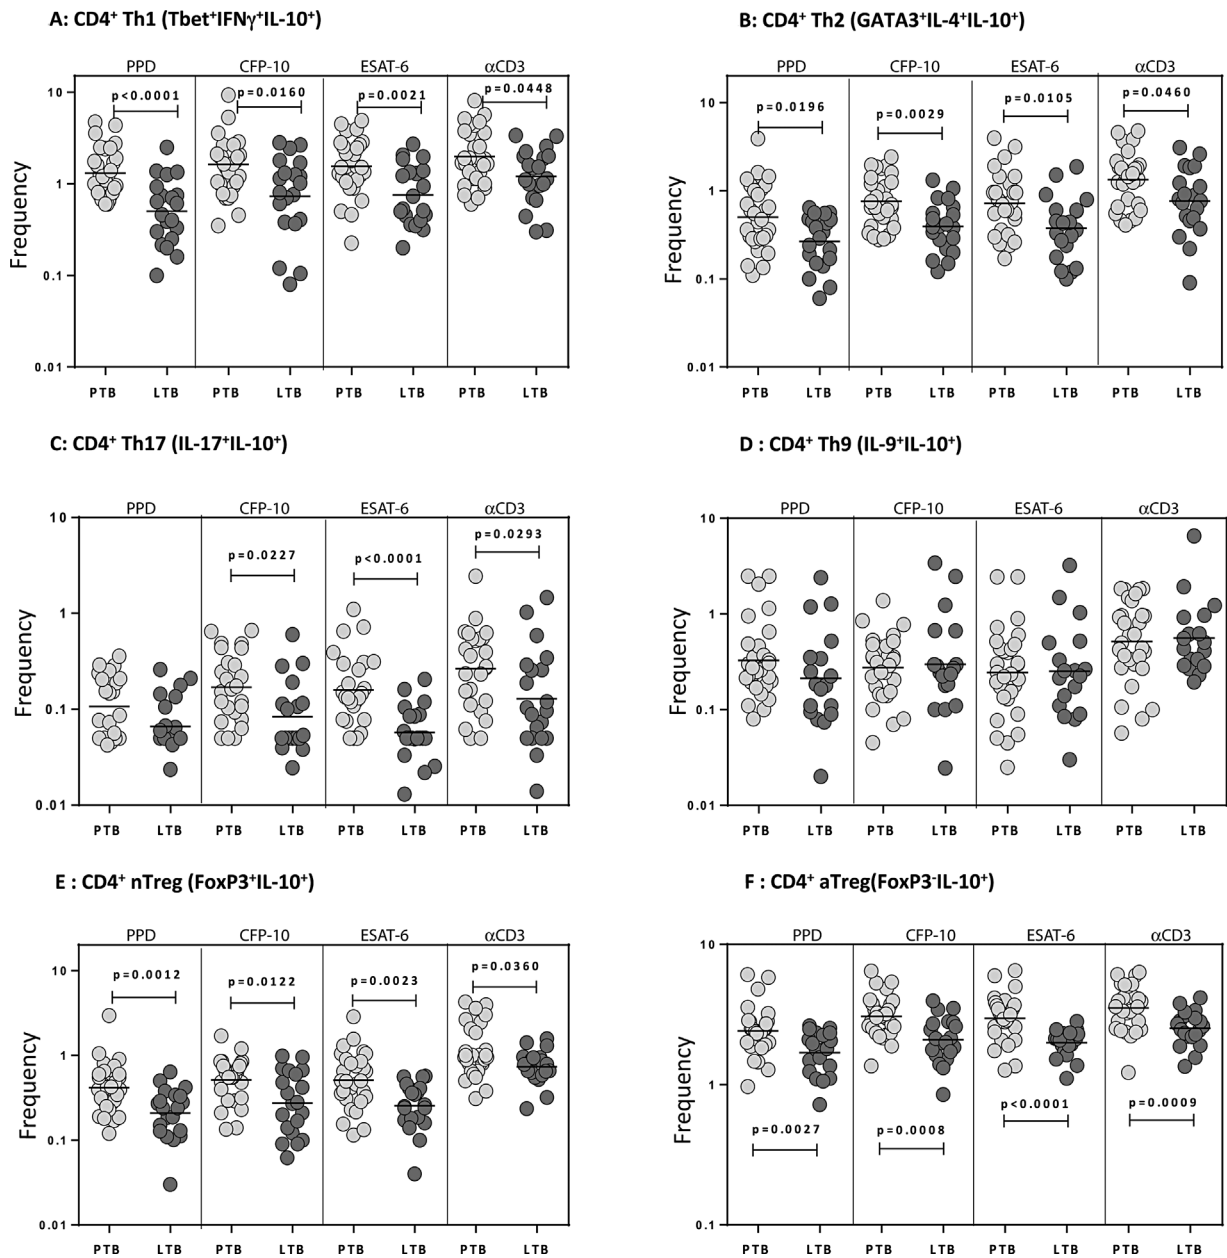 A: CD4⁺ Th1 (Tbet⁺IFNγ⁺IL-10⁺)
PPD CFP-10 ESAT-6 αCD3
p<0.0001 p=0.0160 p=0.0021 p=0.0448
Frequency
10
1
0.1
0.01
PTB LTB PTB LTB PTB LTB PTB LTB
B: CD4⁺ Th2 (GATA3⁺IL-4⁺IL-10⁺)
PPD CFP-10 ESAT-6 αCD3
p=0.0196 p=0.0029 p=0.0105 p=0.0460
Frequency
10
1
0.1
0.01
PTB LTB PTB LTB PTB LTB PTB LTB
C: CD4⁺ Th17 (IL-17⁺IL-10⁺)
PPD CFP-10 ESAT-6 αCD3
p=0.0227 p<0.0001 p=0.0293
Frequency
10
1
0.1
0.01
PTB LTB PTB LTB PTB LTB PTB LTB
D : CD4⁺ Th9 (IL-9⁺IL-10⁺)
PPD CFP-10 ESAT-6 αCD3
Frequency
10
1
0.1
0.01
PTB LTB PTB LTB PTB LTB PTB LTB
E : CD4⁺ nTreg (FoxP3⁺IL-10⁺)
PPD CFP-10 ESAT-6 αCD3
p=0.0012 p=0.0122 p=0.0023 p=0.0360
Frequency
10
1
0.1
0.01
PTB LTB PTB LTB PTB LTB PTB LTB
F : CD4⁺ aTreg(FoxP3⁻IL-10⁺)
PPD CFP-10 ESAT-6 αCD3
Frequency
10
1
0.1
p=0.0027 p=0.0008 p<0.0001 p=0.0009
PTB LTB PTB LTB PTB LTB PTB LTB